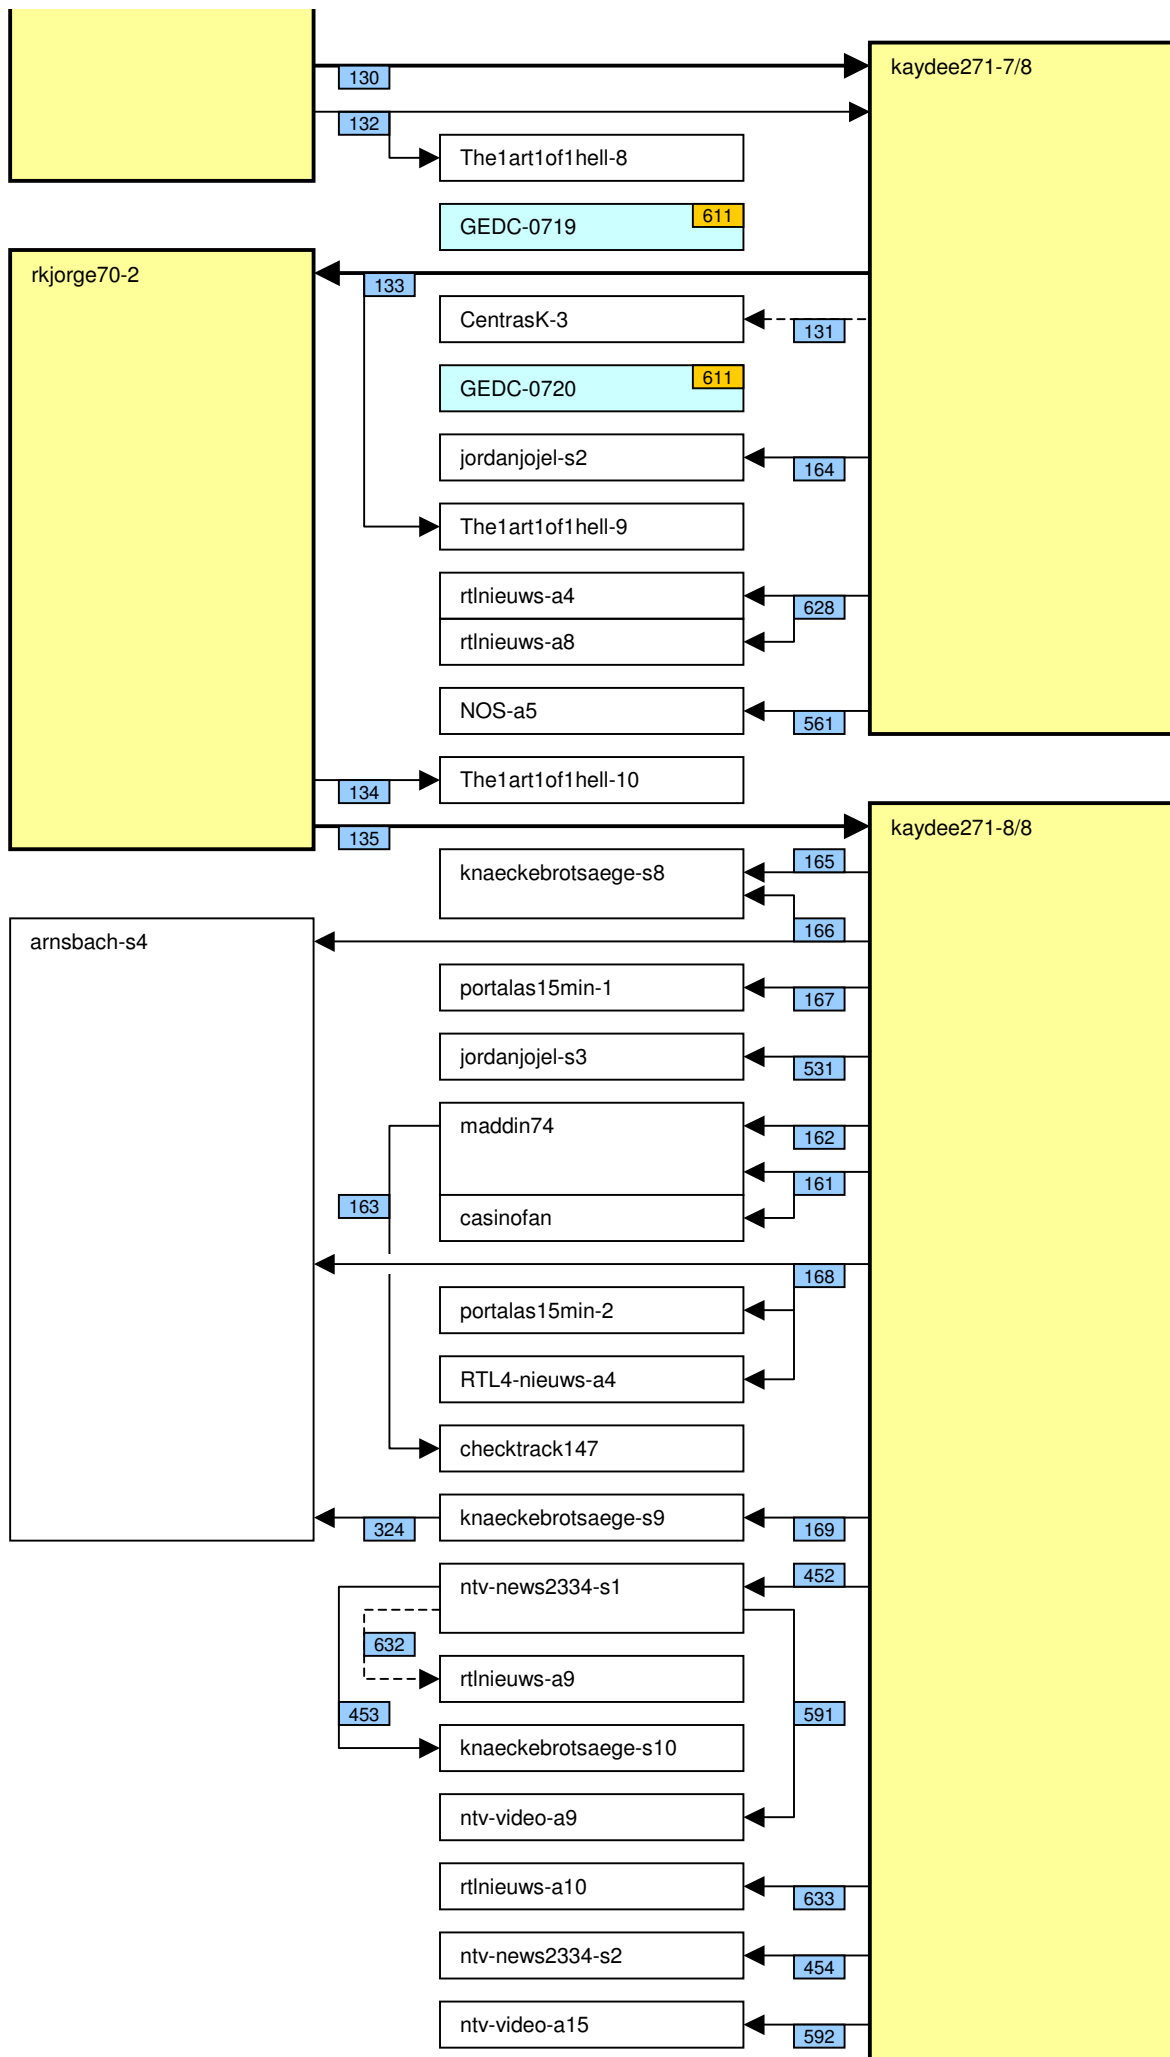 kaydee271-7/8
130
132
The1art1of1hell-8
611
GEDC-0719
rkjorge70-2
133
CentrasK-3
131
611
GEDC-0720
jordanjojel-s2
164
The1art1of1hell-9
rtlnieuws-a4
628
rtlnieuws-a8
NOS-a5
561
The1art1of1hell-10
134
kaydee271-8/8
135
knaeckebrotsaege-s8
165
166
arnsbach-s4
portalas15min-1
167
jordanjojel-s3
531
maddin74
162
161
163
casinofan
168
portalas15min-2
RTL4-nieuws-a4
checktrack147
knaeckebrotsaege-s9
324
169
452
ntv-news2334-s1
632
rtlnieuws-a9
453
591
knaeckebrotsaege-s10
ntv-video-a9
rtlnieuws-a10
633
ntv-news2334-s2
454
ntv-video-a15
592